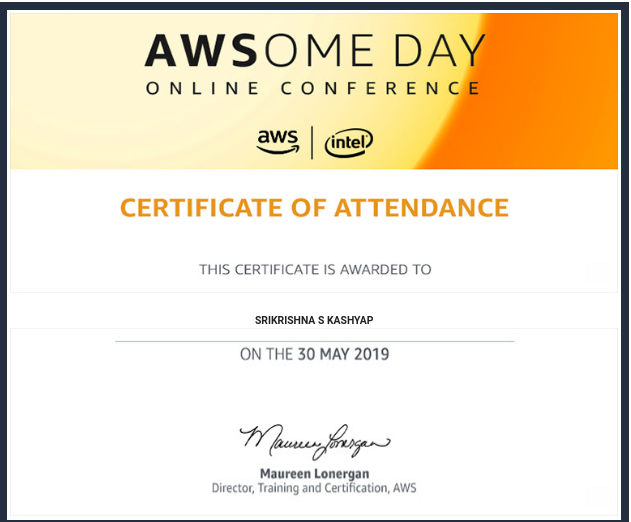 AWSOME DAY
ONLINE CONFERENCE
aws | intel
CERTIFICATE OF ATTENDANCE
THIS CERTIFICATE IS AWARDED TO
SRIKRISHNA S KASHYAP
ON THE 30 MAY 2019
Maureen Lonergan
Maureen Lonergan
Director, Training and Certification, AWS